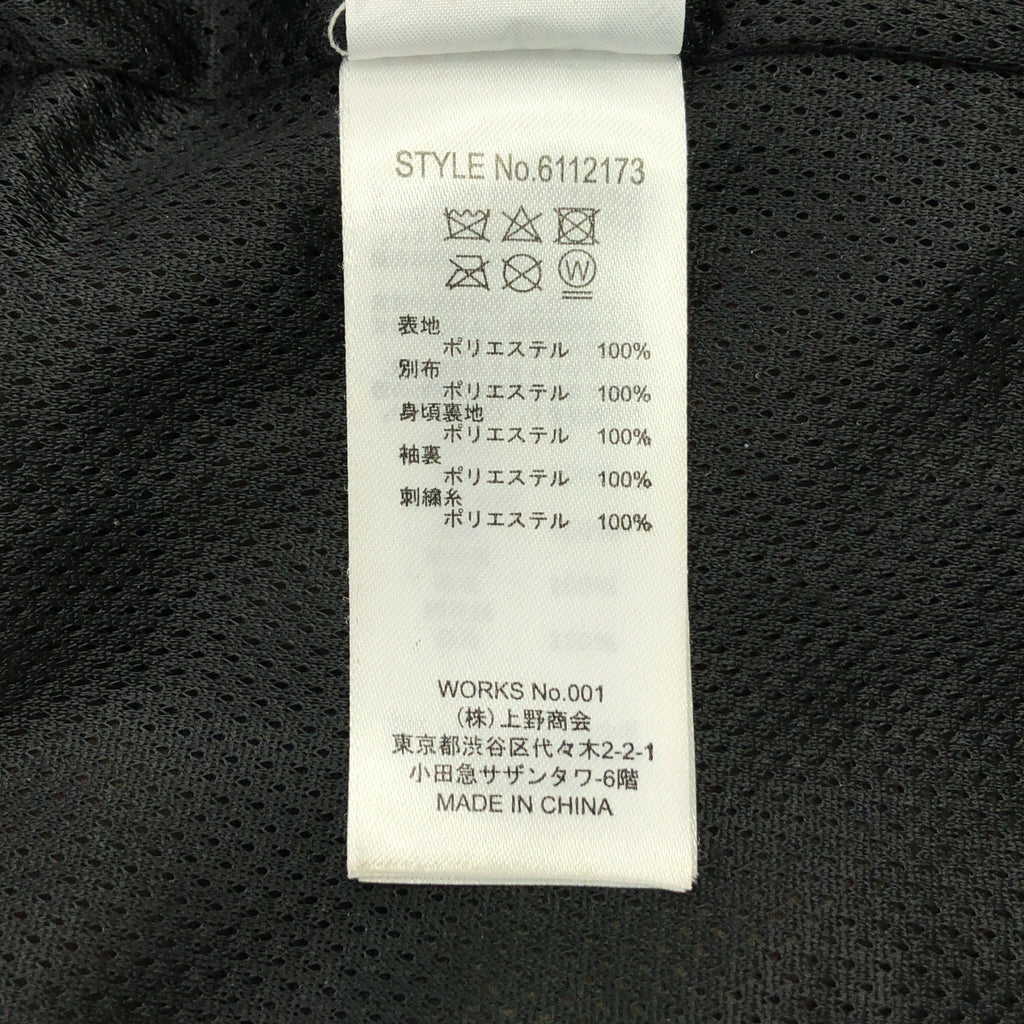 STYLE No.6112173
W
表地
ポリエステル 100%
別布
ポリエステル 100%
身頃裏地
ポリエステル 100%
袖裏
ポリエステル 100%
刺繍糸
ポリエステル 100%
WORKS No.001
(株)上野商会
東京都渋谷区代々木2-2-1
小田急サザンタワ-6階
MADE IN CHINA